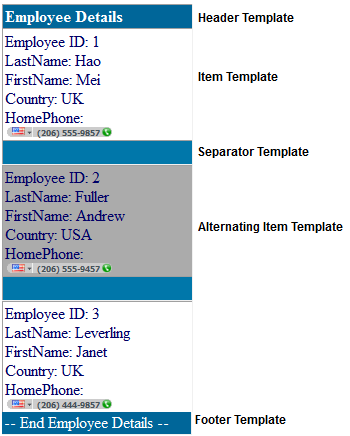 Employee Details
Header Template
Employee ID: 1
LastName: Hao
FirstName: Mei
Item Template
Country: UK
HomePhone:
(206) 555-9857
Separator Template
Employee ID: 2
LastName: Fuller
FirstName: Andrew
Alternating Item Template
Country: USA
HomePhone:
(206) 555-9457
Employee ID: 3
LastName: Leverling
FirstName: Janet
Country: UK
HomePhone:
(206) 444-9857
-- End Employee Details --
Footer Template